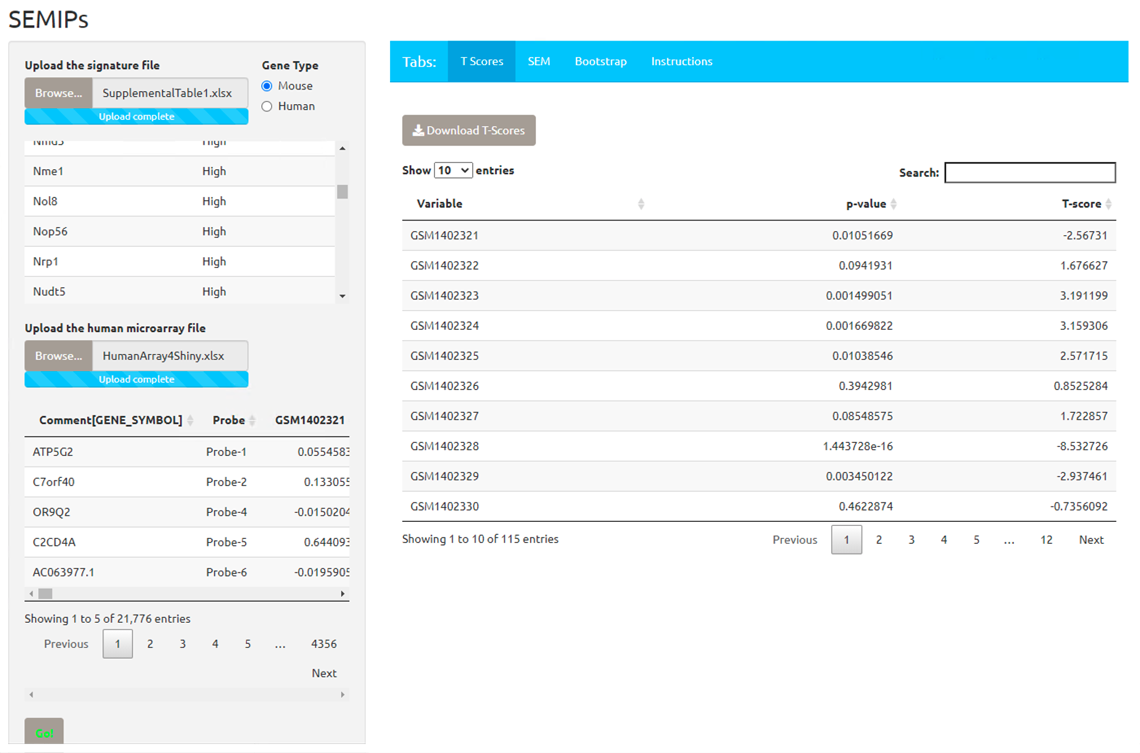 SEMIPs
Upload the signature file
Gene Type
Browse... SupplementalTable1.xlsx
Upload complete
Mouse
Human
Nmd3 High
Nme1 High
Nol8 High
Nop56 High
Nrp1 High
Nudt5 High
Upload the human microarray file
Browse... HumanArray4Shiny.xlsx
Upload complete
Comment[GENE_SYMBOL] Probe GSM1402321
ATP5G2 Probe-1 0.0554583
C7orf40 Probe-2 0.133055
OR9Q2 Probe-4 -0.0150204
C2CD4A Probe-5 0.644093
AC063977.1 Probe-6 -0.0195905
Showing 1 to 5 of 21,776 entries
Previous 1 2 3 4 5 ... 4356
Next
Go!
Tabs: T Scores SEM Bootstrap Instructions
Download T-Scores
Show 10 entries
Search:
Variable p-value T-score
GSM1402321 0.01051669 -2.56731
GSM1402322 0.0941931 1.676627
GSM1402323 0.001499051 3.191199
GSM1402324 0.001669822 3.159306
GSM1402325 0.01038546 2.571715
GSM1402326 0.3942981 0.8525284
GSM1402327 0.08548575 1.722857
GSM1402328 1.443728e-16 -8.532726
GSM1402329 0.003450122 -2.937461
GSM1402330 0.4622874 -0.7356092
Showing 1 to 10 of 115 entries
Previous 1 2 3 4 5 ... 12 Next